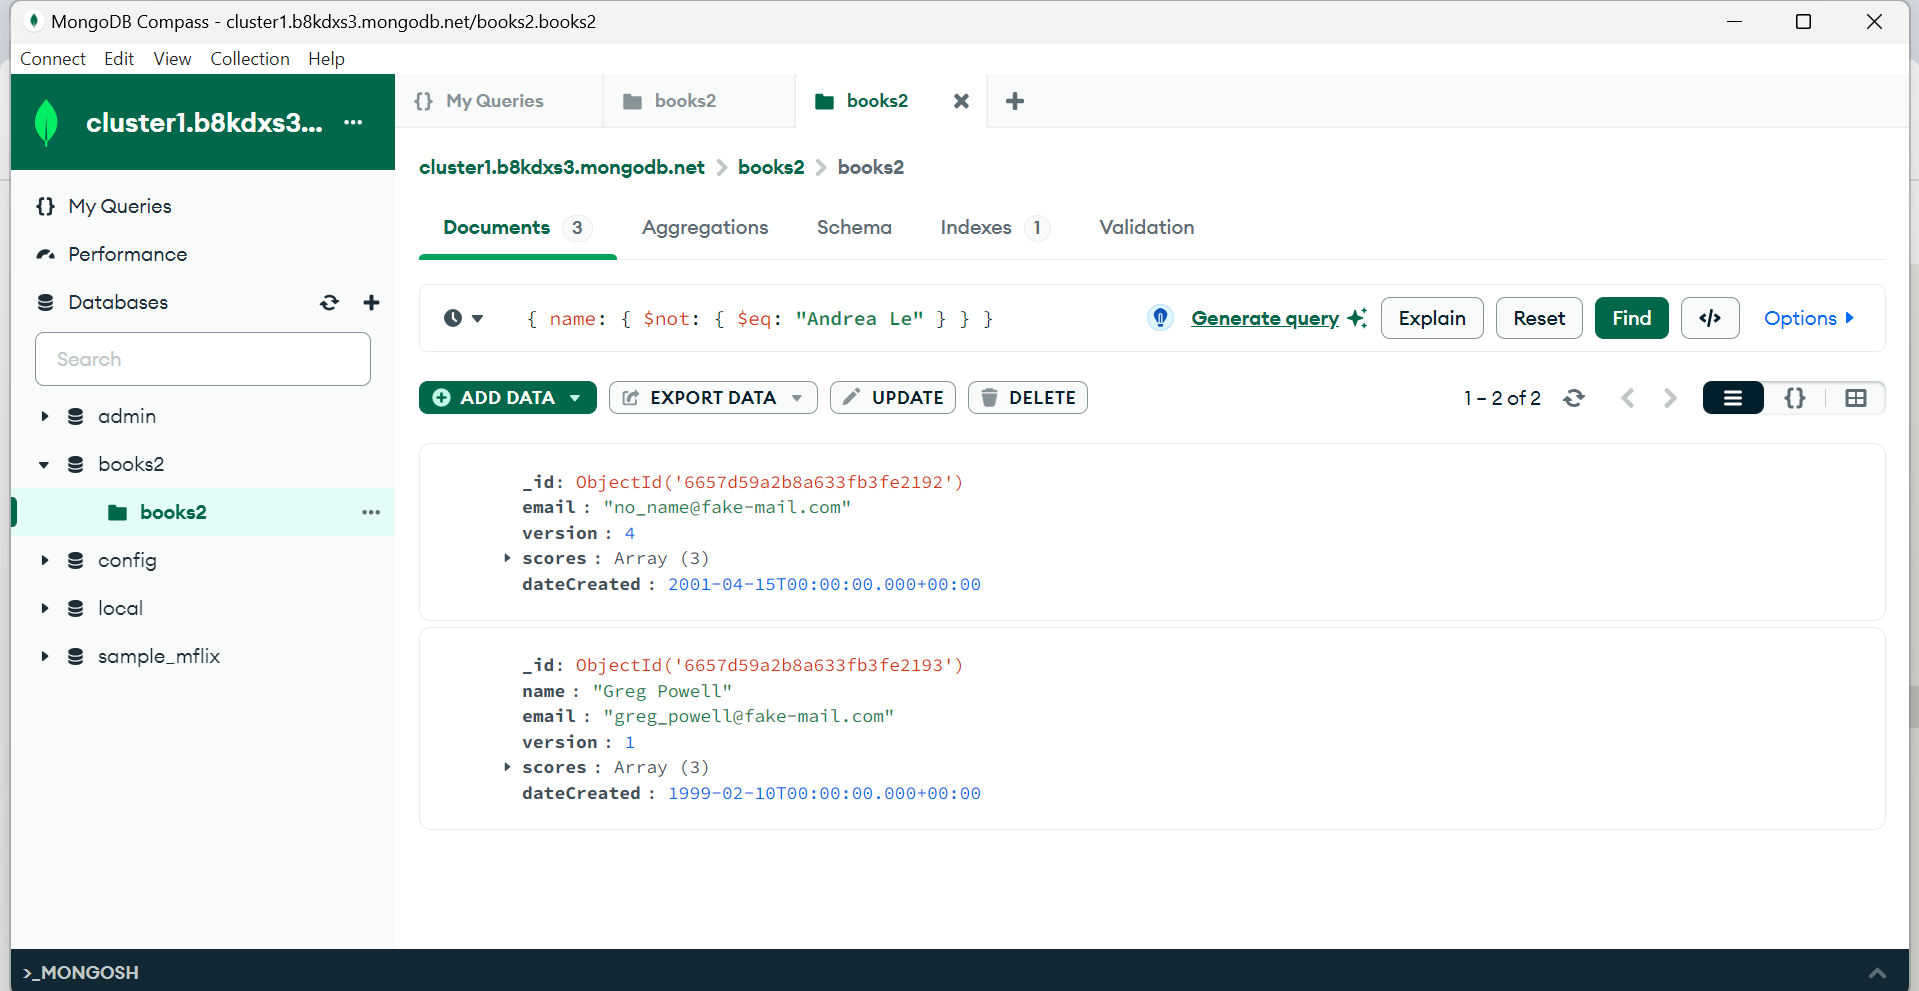 MongoDB Compass - cluster1.b8kdxs3.mongodb.net/books2.books2
Connect Edit View Collection Help
cluster1.b8kdxs3...
My Queries
Performance
Databases
Search
admin
books2
books2
config
local
sample_mflix
{} My Queries books2 books2
cluster1.b8kdxs3.mongodb.net > books2 > books2
Documents 3 Aggregations Schema Indexes 1 Validation
{ name: { $not: { $eq: "Andrea Le" } } } Generate query Explain Reset Find </> Options
ADD DATA EXPORT DATA UPDATE DELETE 1 – 2 of 2 {}
_id: ObjectId('6657d59a2b8a633fb3fe2192')
email : "no_name@fake-mail.com"
version : 4
scores : Array (3)
dateCreated : 2001-04-15T00:00:00.000+00:00
_id: ObjectId('6657d59a2b8a633fb3fe2193')
name : "Greg Powell"
email : "greg_powell@fake-mail.com"
version : 1
scores : Array (3)
dateCreated : 1999-02-10T00:00:00.000+00:00
>_MONGOSH